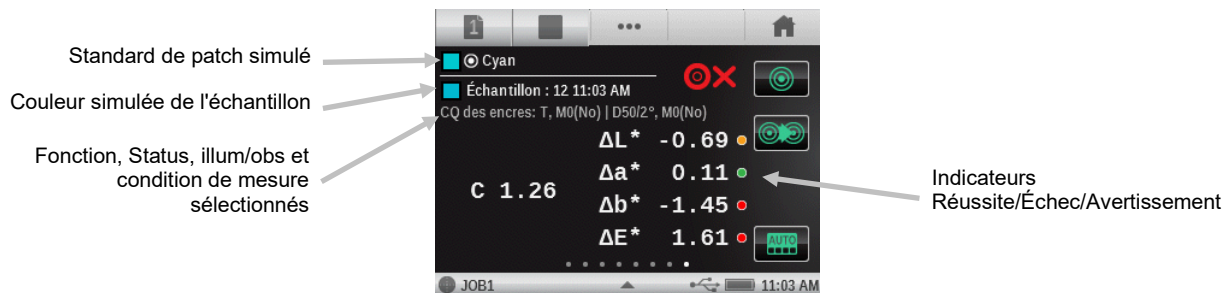 1
•••
Standard de patch simulé
Cyan
Couleur simulée de l'échantillon
Échantillon : 12 11:03 AM
CQ des encres: T, M0(No) | D50/2°, M0(No)
Fonction, Status, illum/obs et
condition de mesure
sélectionnés
C 1.26
ΔL* -0.69
Δa* 0.11
Δb* -1.45
ΔE* 1.61
Indicateurs
Réussite/Échec/Avertissement
AUTO
JOB1
11:03 AM